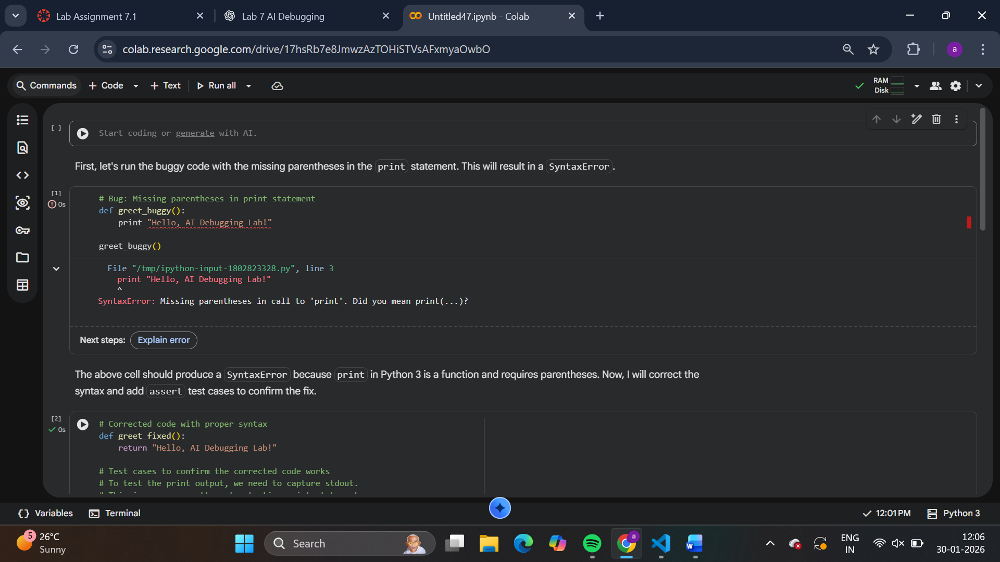 Lab Assignment 7.1
Lab 7 AI Debugging
Untitled47.ipynb - Colab
colab.research.google.com/drive/17hsRb7e8JmwzAzTOHiSTVsAFxmyaOwbO
a
Commands
+ Code
+ Text
Run all
RAM
Disk
[ ]
Start coding or generate with AI.
First, let's run the buggy code with the missing parentheses in the print statement. This will result in a SyntaxError.
[1]
0s
# Bug: Missing parentheses in print statement
def greet_buggy():
    print "Hello, AI Debugging Lab!"
greet_buggy()
File "/tmp/ipython-input-1802823328.py", line 3
    print "Hello, AI Debugging Lab!"
    ^
SyntaxError: Missing parentheses in call to 'print'. Did you mean print(...)?
Next steps: Explain error
The above cell should produce a SyntaxError because print in Python 3 is a function and requires parentheses. Now, I will correct the
syntax and add assert test cases to confirm the fix.
[2]
0s
# Corrected code with proper syntax
def greet_fixed():
    return "Hello, AI Debugging Lab!"
# Test cases to confirm the corrected code works
# To test the print output, we need to capture stdout.
{} Variables
Terminal
12:01 PM
Python 3
5
26°C
Sunny
Search
a
W
ENG
IN
12:06
30-01-2026